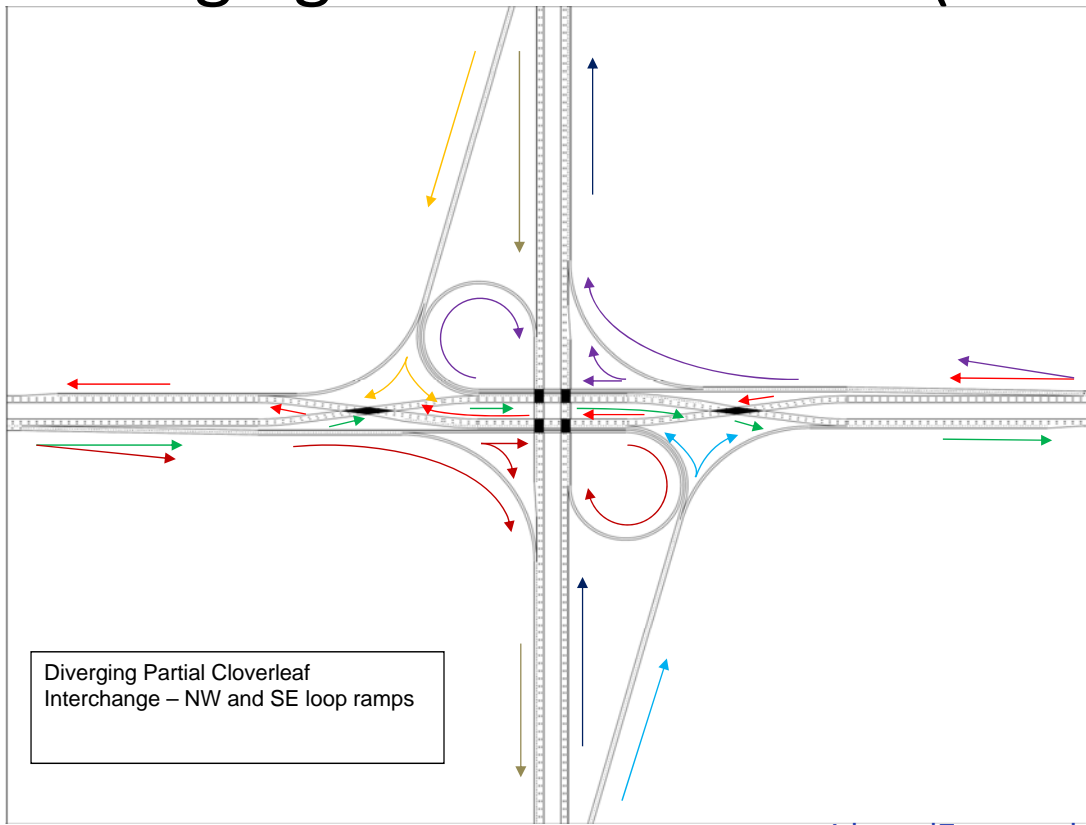 Diverging Partial Cloverleaf
Interchange – NW and SE loop ramps